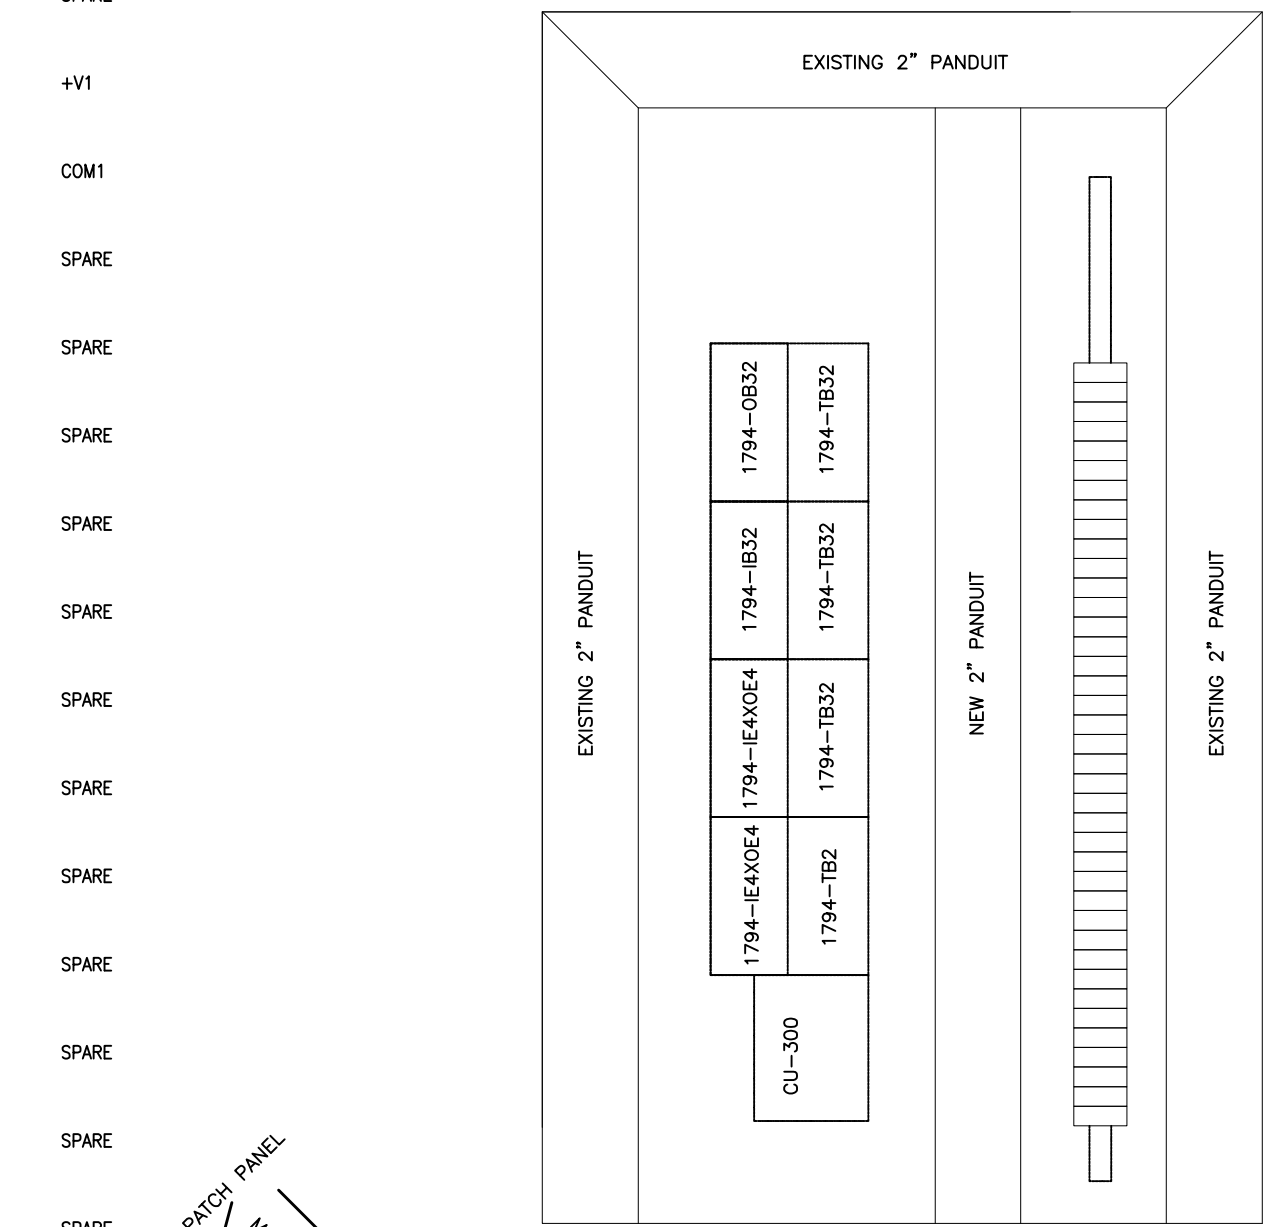 SPARE
+V1
COM1
SPARE
SPARE
SPARE
SPARE
SPARE
SPARE
SPARE
SPARE
SPARE
SPARE
SPARE
SPARE
PATCH PANEL
EXISTING 2" PANDUIT
EXISTING 2" PANDUIT
1794-OB32
1794-TB32
1794-IB32
1794-TB32
1794-IE4XOE4
1794-TB32
1794-IE4XOE4
1794-TB2
CU-300
NEW 2" PANDUIT
EXISTING 2" PANDUIT